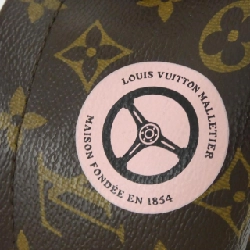 LOUIS VUITTON MALLETIER
MAISON FONDÉE EN 1854